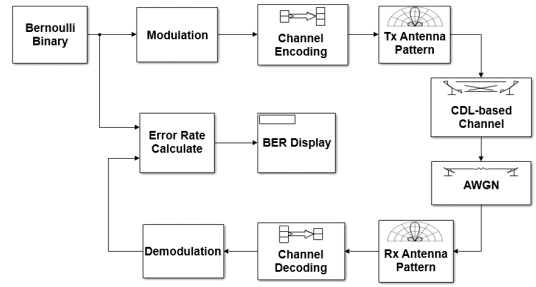 Bernoulli
Binary
Modulation
Channel
Encoding
Tx Antenna
Pattern
CDL-based
Channel
AWGN
Error Rate
Calculate
BER Display
Demodulation
Channel
Decoding
Rx Antenna
Pattern